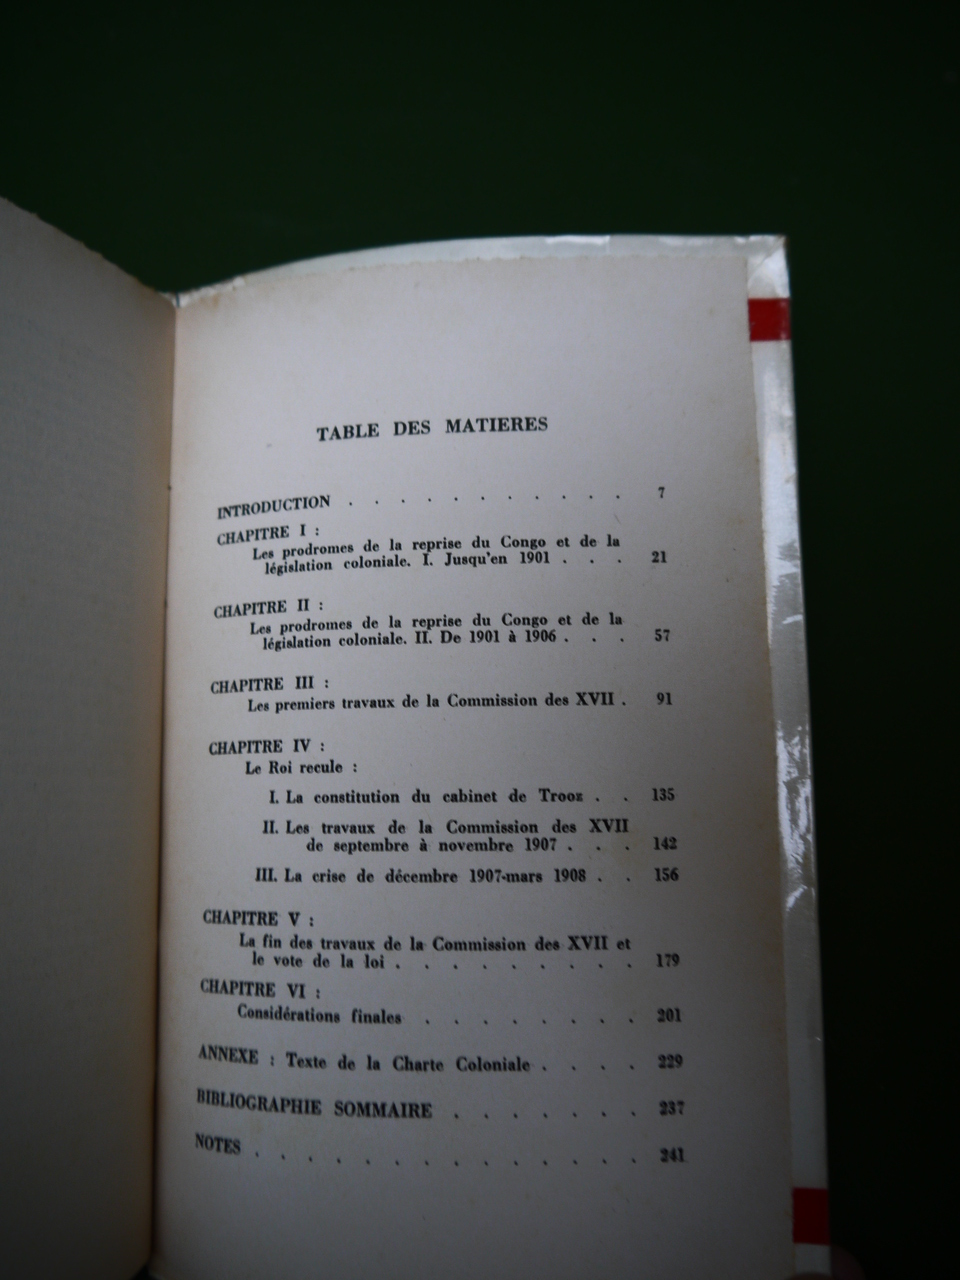 TABLE DES MATIERES
INTRODUCTION . . . . . . . . . . . 7
CHAPITRE I :
Les prodromes de la reprise du Congo et de la
législation coloniale. I. Jusqu'en 1901 . . . 21
CHAPITRE II :
Les prodromes de la reprise du Congo et de la
législation coloniale. II. De 1901 à 1906 . . . 57
CHAPITRE III :
Les premiers travaux de la Commission des XVII . 91
CHAPITRE IV :
Le Roi recule :
I. La constitution du cabinet de Trooz . . 135
II. Les travaux de la Commission des XVII
de septembre à novembre 1907 . . . 142
III. La crise de décembre 1907-mars 1908 . . 156
CHAPITRE V :
La fin des travaux de la Commission des XVII et
le vote de la loi . . . . . . . . . 179
CHAPITRE VI :
Considérations finales . . . . . . . . 201
ANNEXE : Texte de la Charte Coloniale . . . . 229
BIBLIOGRAPHIE SOMMAIRE . . . . . . . 237
NOTES . . . . . . . . . . . . . . 241